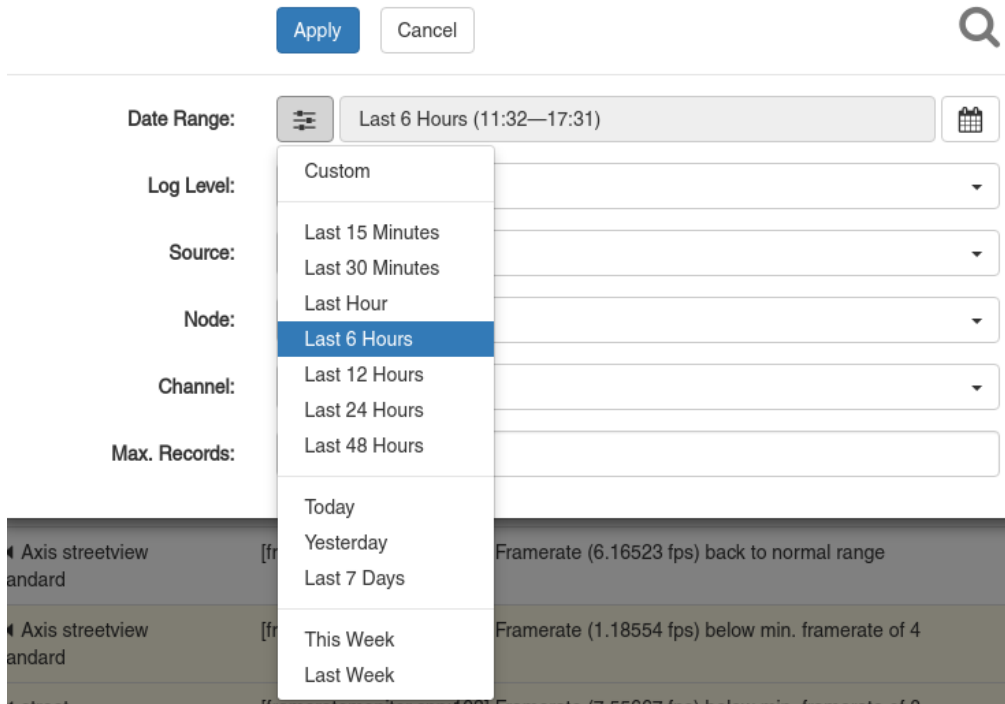 Apply Cancel
Date Range: Last 6 Hours (11:32—17:31)
Custom
Log Level:
Last 15 Minutes
Source:
Last 30 Minutes
Last Hour
Node:
Last 6 Hours
Channel:
Last 12 Hours
Last 24 Hours
Max. Records:
Last 48 Hours
Today
Yesterday
Last 7 Days
This Week
Last Week
Axis streetview [fr Framerate (6.16523 fps) back to normal range
andard
Axis streetview [fr Framerate (1.18554 fps) below min. framerate of 4
andard